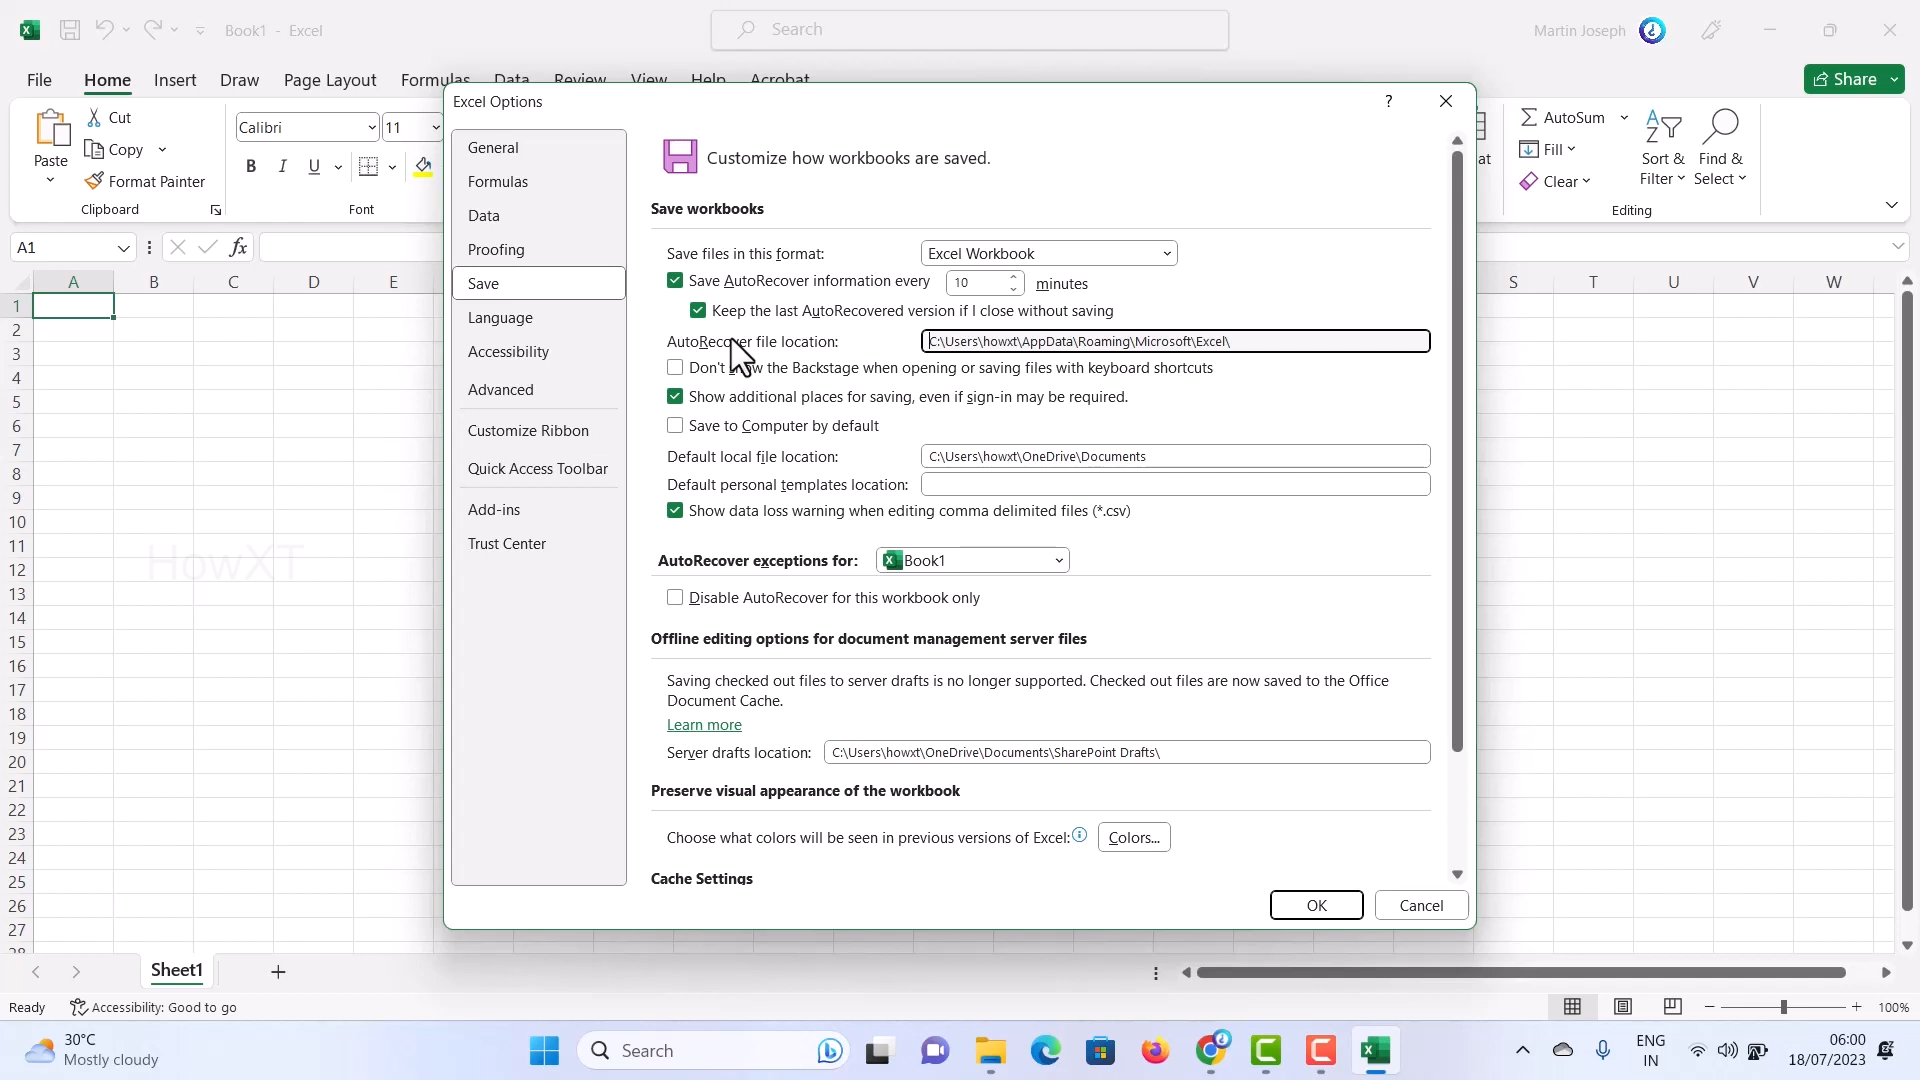 Book1 - Excel
Search
Martin Joseph
File Home Insert Draw Page Layout Formulas Data Review View Help Acrobat
Share
Paste
Cut
Copy
Format Painter
Clipboard
Calibri 11
B I U
Font
AutoSum
Fill
Clear
Sort & Filter
Find & Select
Editing
A1
fx
A B C D E S T U V W
1
2
3
4
5
6
7
8
9
10
11
12
13
14
15
16
17
18
19
20
21
22
23
24
25
26
27
28
HowXT
Excel Options
?
General
Formulas
Data
Proofing
Save
Language
Accessibility
Advanced
Customize Ribbon
Quick Access Toolbar
Add-ins
Trust Center
Customize how workbooks are saved.
Save workbooks
Save files in this format: Excel Workbook
Save AutoRecover information every 10 minutes
Keep the last AutoRecovered version if I close without saving
AutoRecover file location: C:\Users\howxt\AppData\Roaming\Microsoft\Excel\
Don't show the Backstage when opening or saving files with keyboard shortcuts
Show additional places for saving, even if sign-in may be required.
Save to Computer by default
Default local file location: C:\Users\howxt\OneDrive\Documents
Default personal templates location:
Show data loss warning when editing comma delimited files (*.csv)
AutoRecover exceptions for: Book1
Disable AutoRecover for this workbook only
Offline editing options for document management server files
Saving checked out files to server drafts is no longer supported. Checked out files are now saved to the Office
Document Cache.
Learn more
Server drafts location: C:\Users\howxt\OneDrive\Documents\SharePoint Drafts\
Preserve visual appearance of the workbook
Choose what colors will be seen in previous versions of Excel: Colors...
Cache Settings
OK Cancel
Sheet1
Ready Accessibility: Good to go 100%
30°C
Mostly cloudy
Search
ENG
IN
06:00
18/07/2023